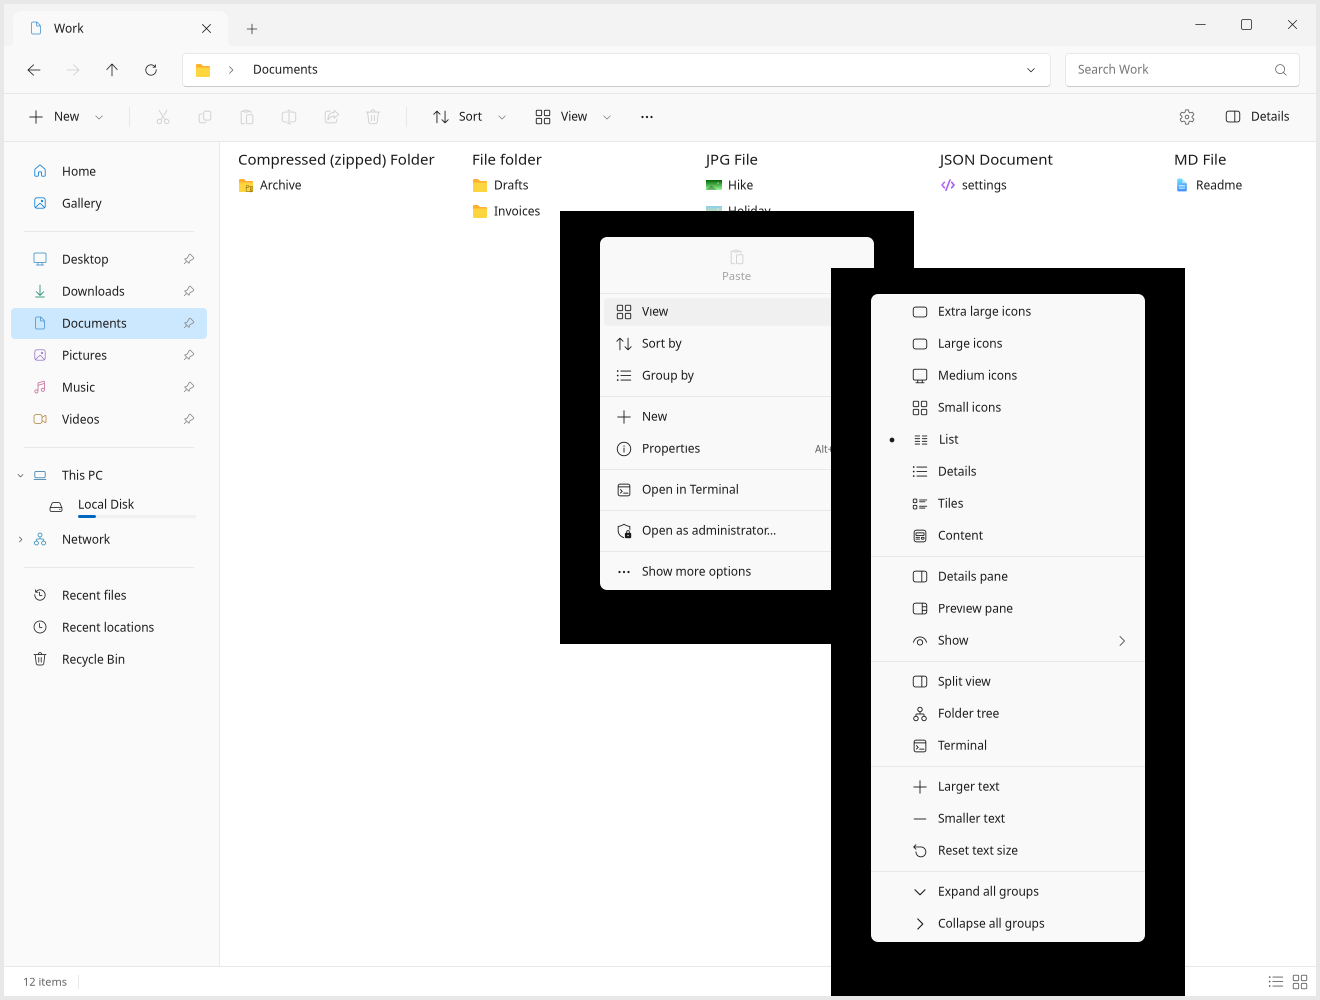 Work
Documents
Search Work
New
Sort
View
Details
Compressed (zipped) Folder
File folder
JPG File
JSON Document
MD File
Archive
Drafts
Hike
settings
Readme
Invoices
Holiday
Home
Gallery
Desktop
Downloads
Documents
Pictures
Music
Videos
This PC
Local Disk
Network
Recent files
Recent locations
Recycle Bin
Paste
View
Sort by
Group by
New
Properties Alt+
Open in Terminal
Open as administrator...
Show more options
Extra large icons
Large icons
Medium icons
Small icons
List
Details
Tiles
Content
Details pane
Preview pane
Show
Split view
Folder tree
Terminal
Larger text
Smaller text
Reset text size
Expand all groups
Collapse all groups
12 items